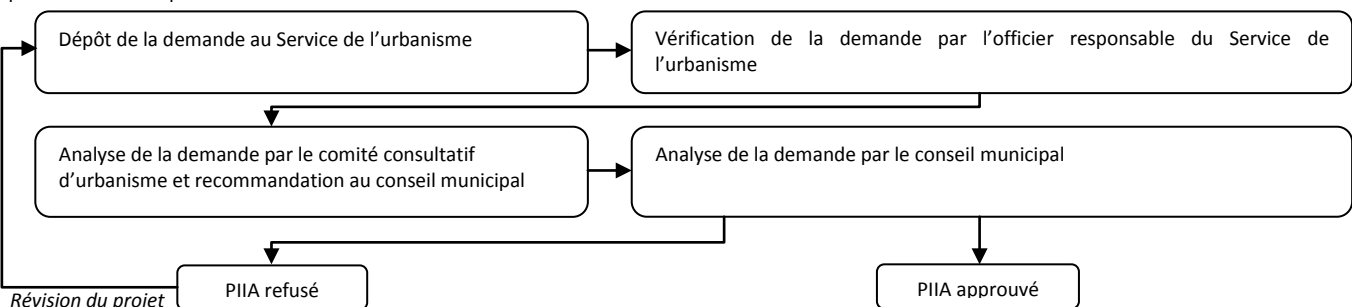 Dépôt de la demande au Service de l’urbanisme
Vérification de la demande par l’officier responsable du Service de
l’urbanisme
Analyse de la demande par le comité consultatif
d’urbanisme et recommandation au conseil municipal
Analyse de la demande par le conseil municipal
PIIA refusé
PIIA approuvé
Révision du projet